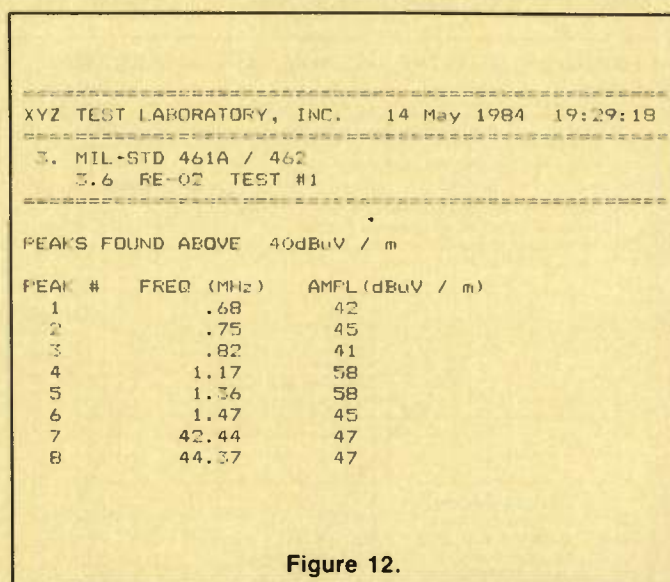 XYZ TEST LABORATORY, INC. 14 May 1984 19:29:18
3. MIL-STD 461A / 462
3.6 RE-02 TEST #1
PEAKS FOUND ABOVE 40dBuV / m
PEAK # FREQ (MHz) AMPL(dBuV / m)
1 .68 42
2 .75 45
3 .82 41
4 1.17 58
5 1.36 58
6 1.47 45
7 42.44 47
8 44.37 47
Figure 12.